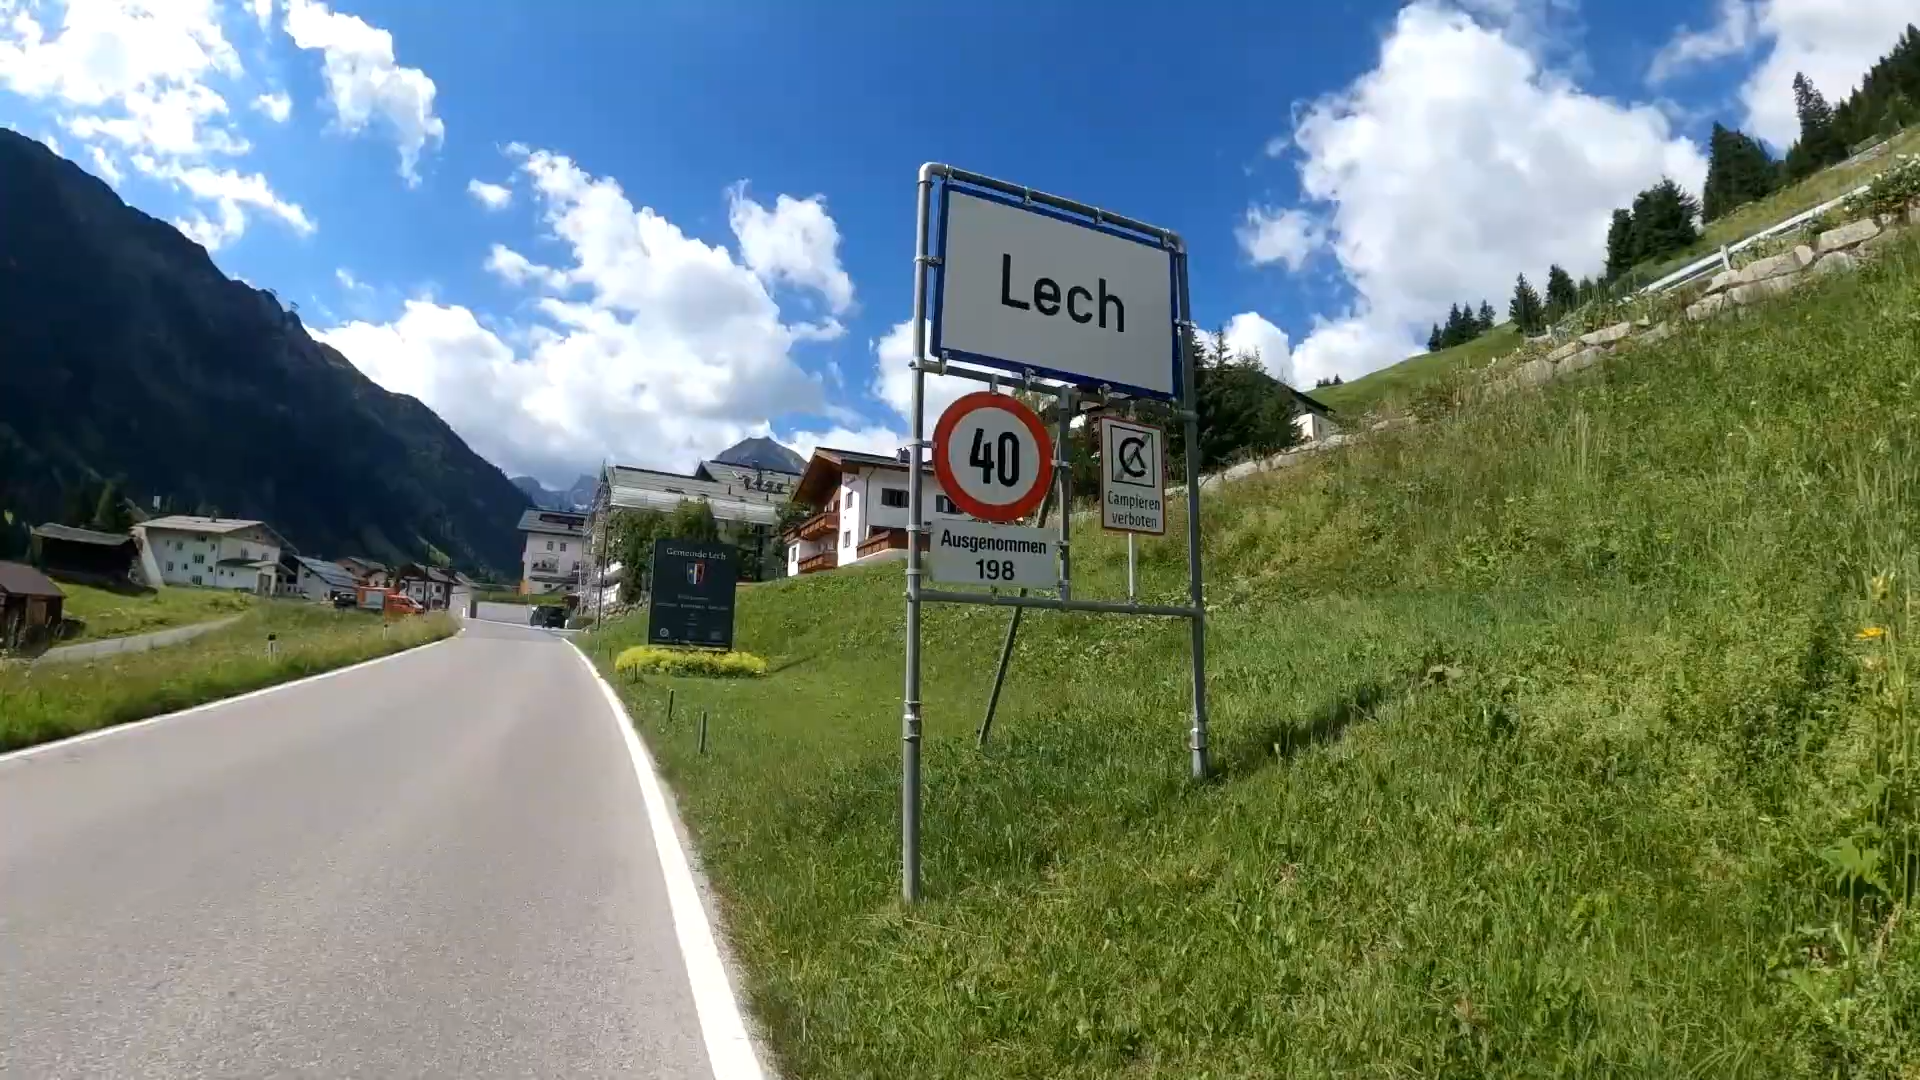 Lech
40
Ausgenommen
198
Campieren
verboten
Gemeinde Lech